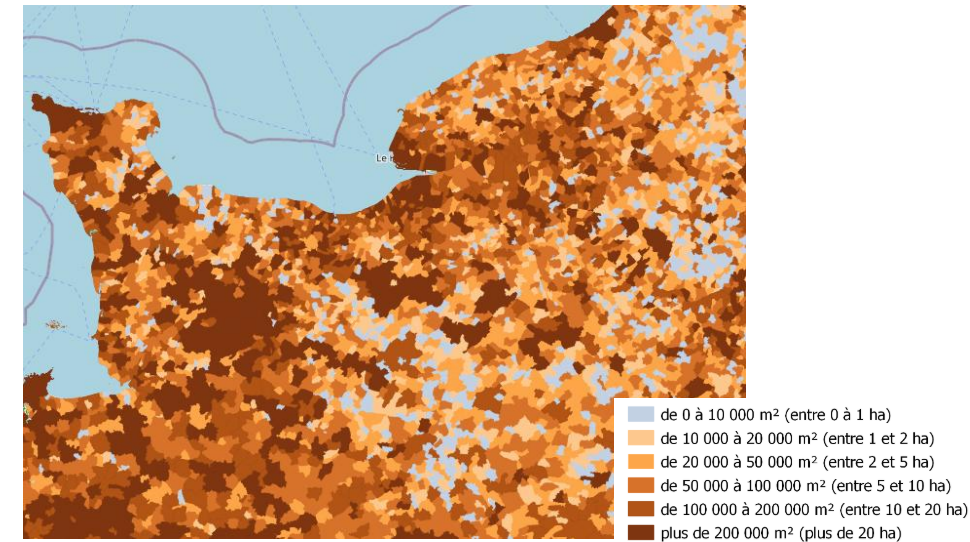 Le
de 0 à 10 000 m² (entre 0 à 1 ha)
de 10 000 à 20 000 m² (entre 1 et 2 ha)
de 20 000 à 50 000 m² (entre 2 et 5 ha)
de 50 000 à 100 000 m² (entre 5 et 10 ha)
de 100 000 à 200 000 m² (entre 10 et 20 ha)
plus de 200 000 m² (plus de 20 ha)